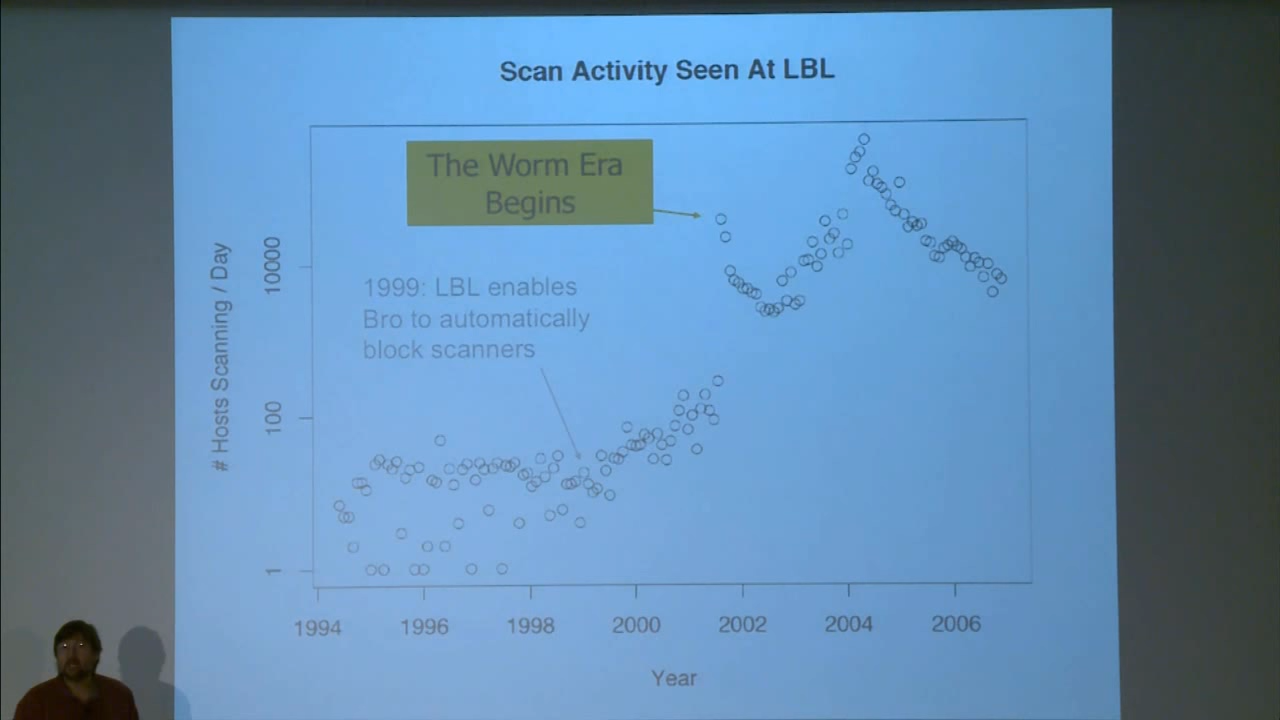 Scan Activity Seen At LBL
The Worm Era
Begins
1999: LBL enables
Bro to automatically
block scanners
# Hosts Scanning / Day
10000
100
1
1994 1996 1998 2000 2002 2004 2006
Year